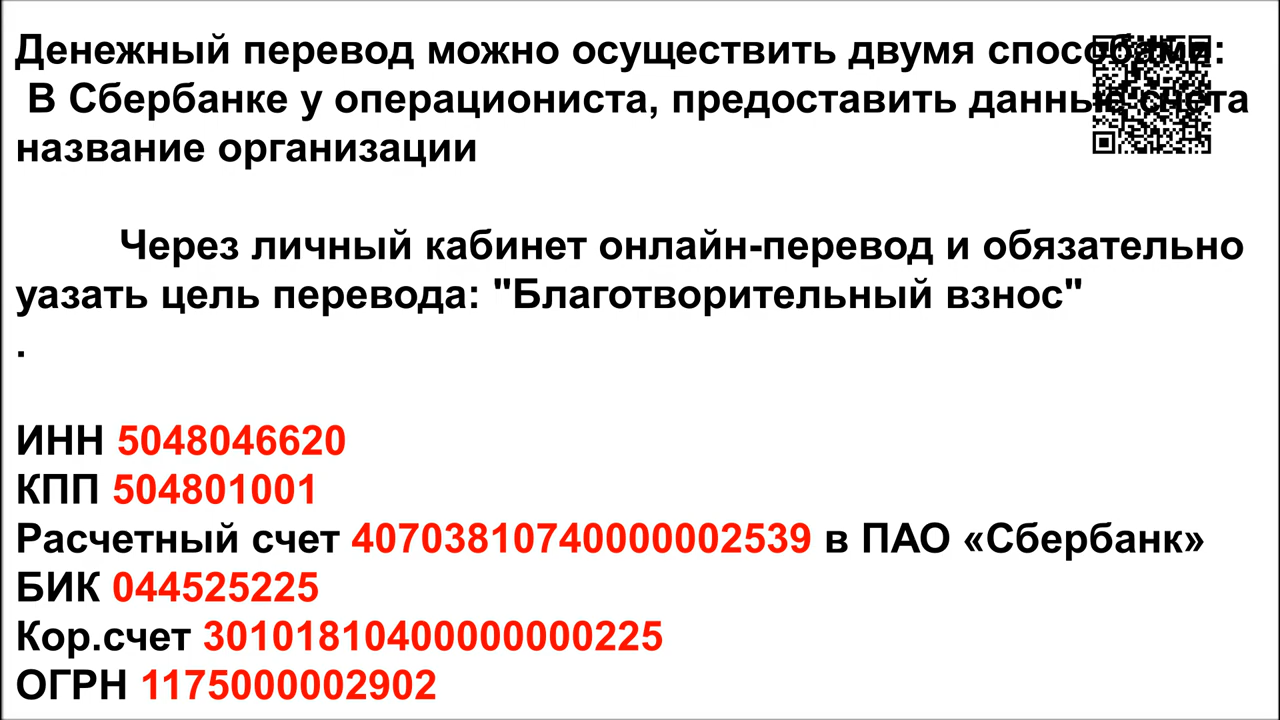 Денежный перевод можно осуществить двумя способами:
В Сбербанке у операциониста, предоставить данные счета
название организации
Через личный кабинет онлайн-перевод и обязательно
уазать цель перевода: "Благотворительный взнос"
.
ИНН 5048046620
КПП 504801001
Расчетный счет 40703810740000002539 в ПАО «Сбербанк»
БИК 044525225
Кор.счет 30101810400000000225
ОГРН 1175000002902